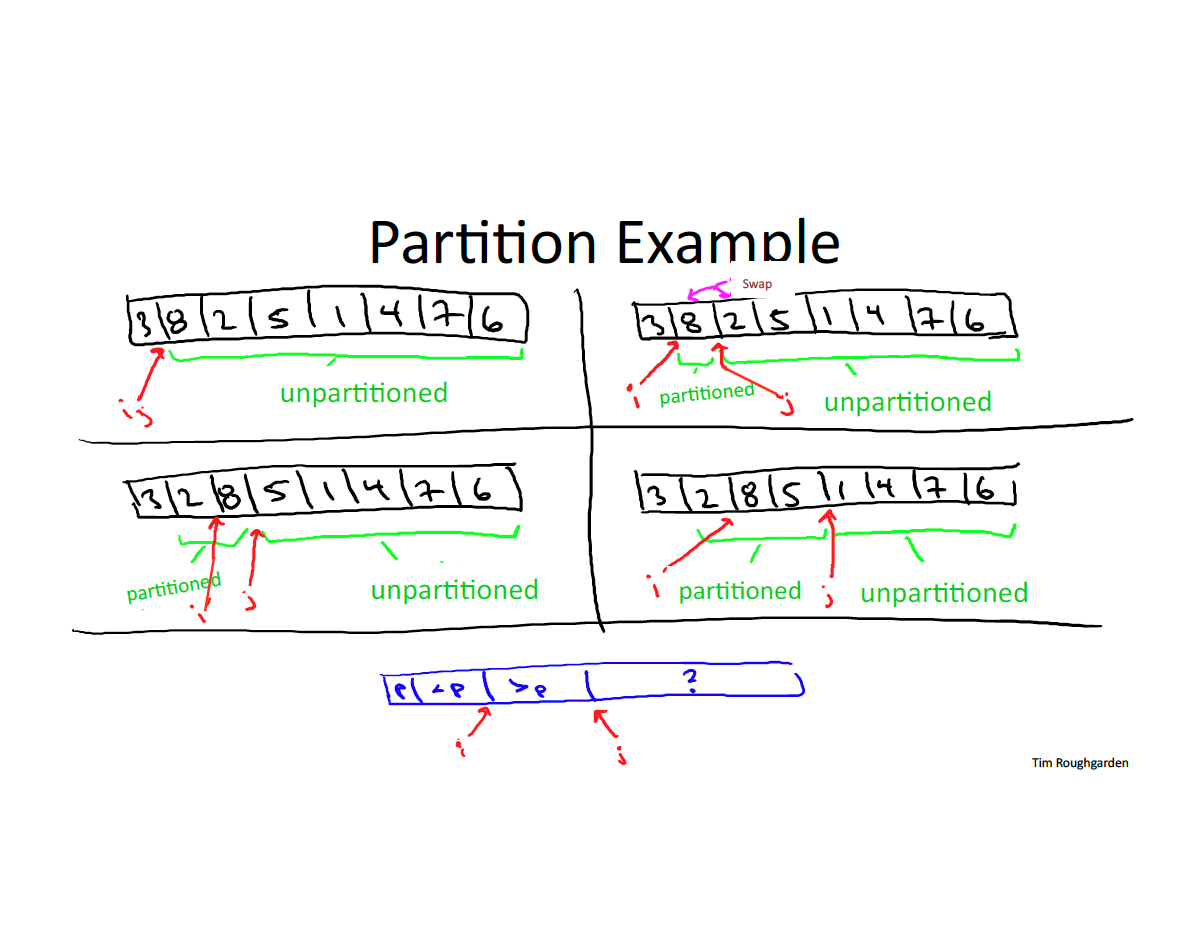 Partition Example
Swap
3 8 2 5 1 4 7 6
i j
unpartitioned
3 8 2 5 1 4 7 6
i
partitioned
j
unpartitioned
3 2 8 5 1 4 7 6
partitioned
i
j
unpartitioned
3 2 8 5 1 4 7 6
i
partitioned
j
unpartitioned
p <p >p ?
i
j
Tim Roughgarden